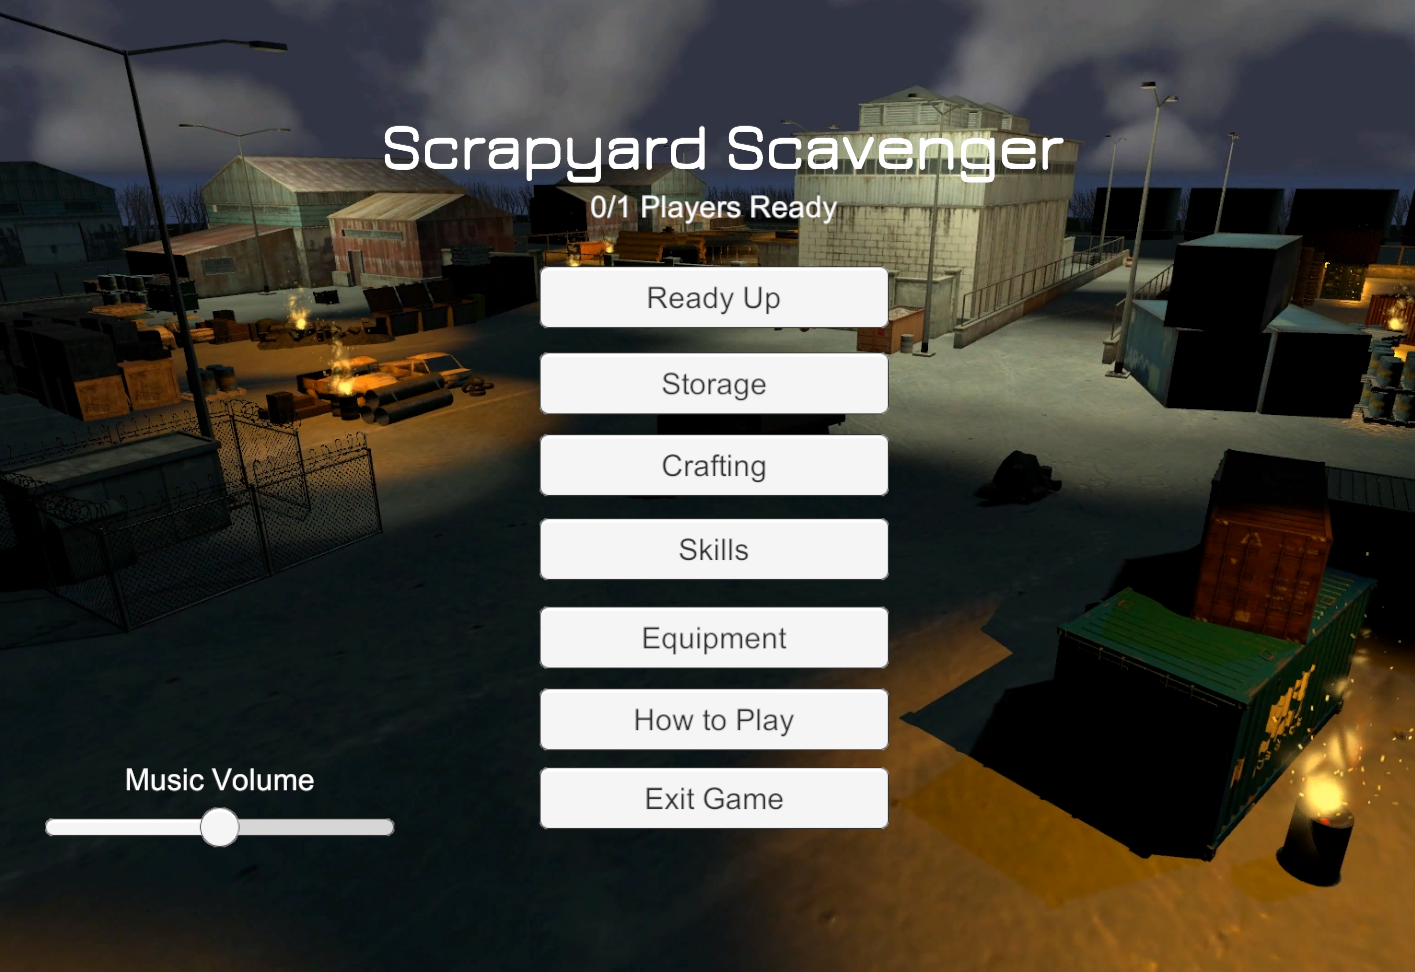 Scrapyard Scavenger
0/1 Players Ready
Ready Up
Storage
Crafting
Skills
Equipment
How to Play
Exit Game
Music Volume